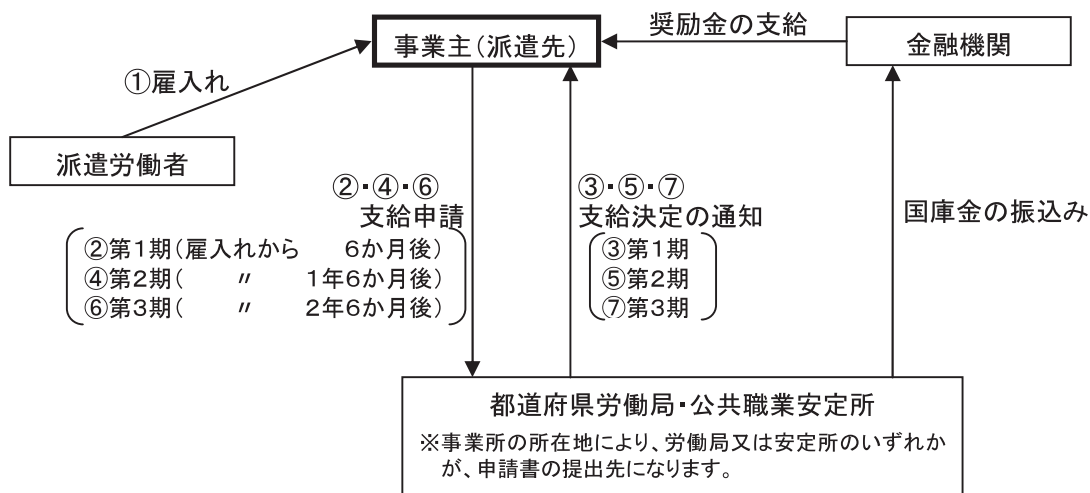 奨励金の支給
事業主(派遣先)
金融機関
①雇入れ
派遣労働者
②・④・⑥
支給申請
②第1期(雇入れから　6か月後)
④第2期(　〃　1年6か月後)
⑥第3期(　〃　2年6か月後)
③・⑤・⑦
支給決定の通知
③第1期
⑤第2期
⑦第3期
国庫金の振込み
都道府県労働局・公共職業安定所
※事業所の所在地により、労働局又は安定所のいずれか
が、申請書の提出先になります。